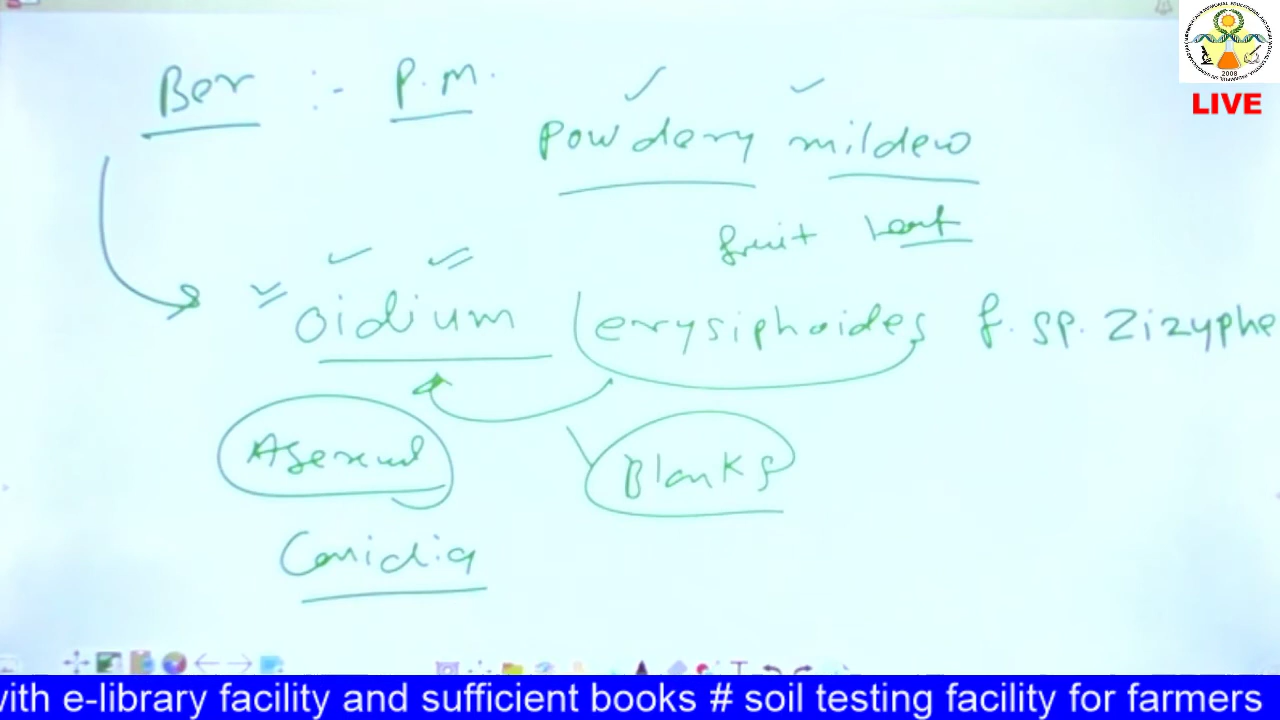 Ber :- P.M.
Powdery mildew
fruit
oidium erysiphoides f. sp. Zizyphe
Asexual Blanks
Conidia
2008
LIVE
with e-library facility and sufficient books # soil testing facility for farmers